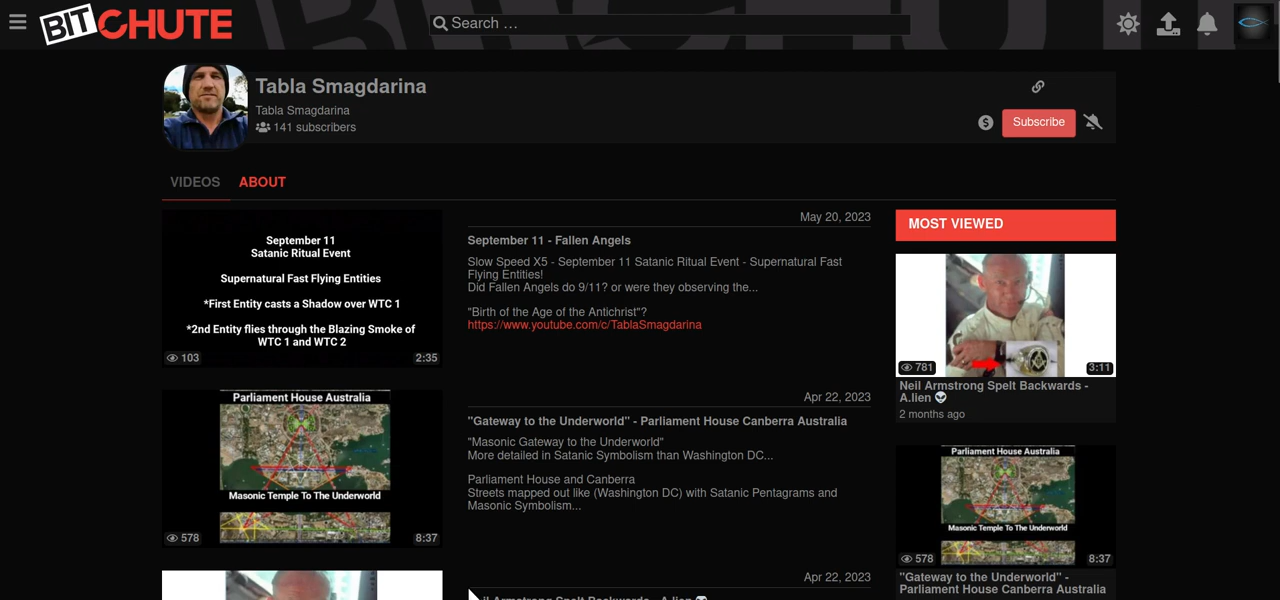 BITCHUTE
Search …
Tabla Smagdarina
Tabla Smagdarina
141 subscribers
Subscribe
VIDEOS
ABOUT
September 11
Satanic Ritual Event
Supernatural Fast Flying Entities
*First Entity casts a Shadow over WTC 1
*2nd Entity flies through the Blazing Smoke of
WTC 1 and WTC 2
103
2:35
May 20, 2023
September 11 - Fallen Angels
Slow Speed X5 - September 11 Satanic Ritual Event - Supernatural Fast
Flying Entities!
Did Fallen Angels do 9/11? or were they observing the...
"Birth of the Age of the Antichrist"?
https://www.youtube.com/c/TablaSmagdarina
Parliament House Australia
Masonic Temple To The Underworld
578
8:37
Apr 22, 2023
"Gateway to the Underworld" - Parliament House Canberra Australia
"Masonic Gateway to the Underworld"
More detailed in Satanic Symbolism than Washington DC...
Parliament House and Canberra
Streets mapped out like (Washington DC) with Satanic Pentagrams and
Masonic Symbolism...
Apr 22, 2023
Neil Armstrong Spelt Backwards - A.lien 👽
MOST VIEWED
781
3:11
Neil Armstrong Spelt Backwards -
A.lien 👽
2 months ago
Parliament House Australia
Masonic Temple To The Underworld
578
8:37
"Gateway to the Underworld" -
Parliament House Canberra Australia